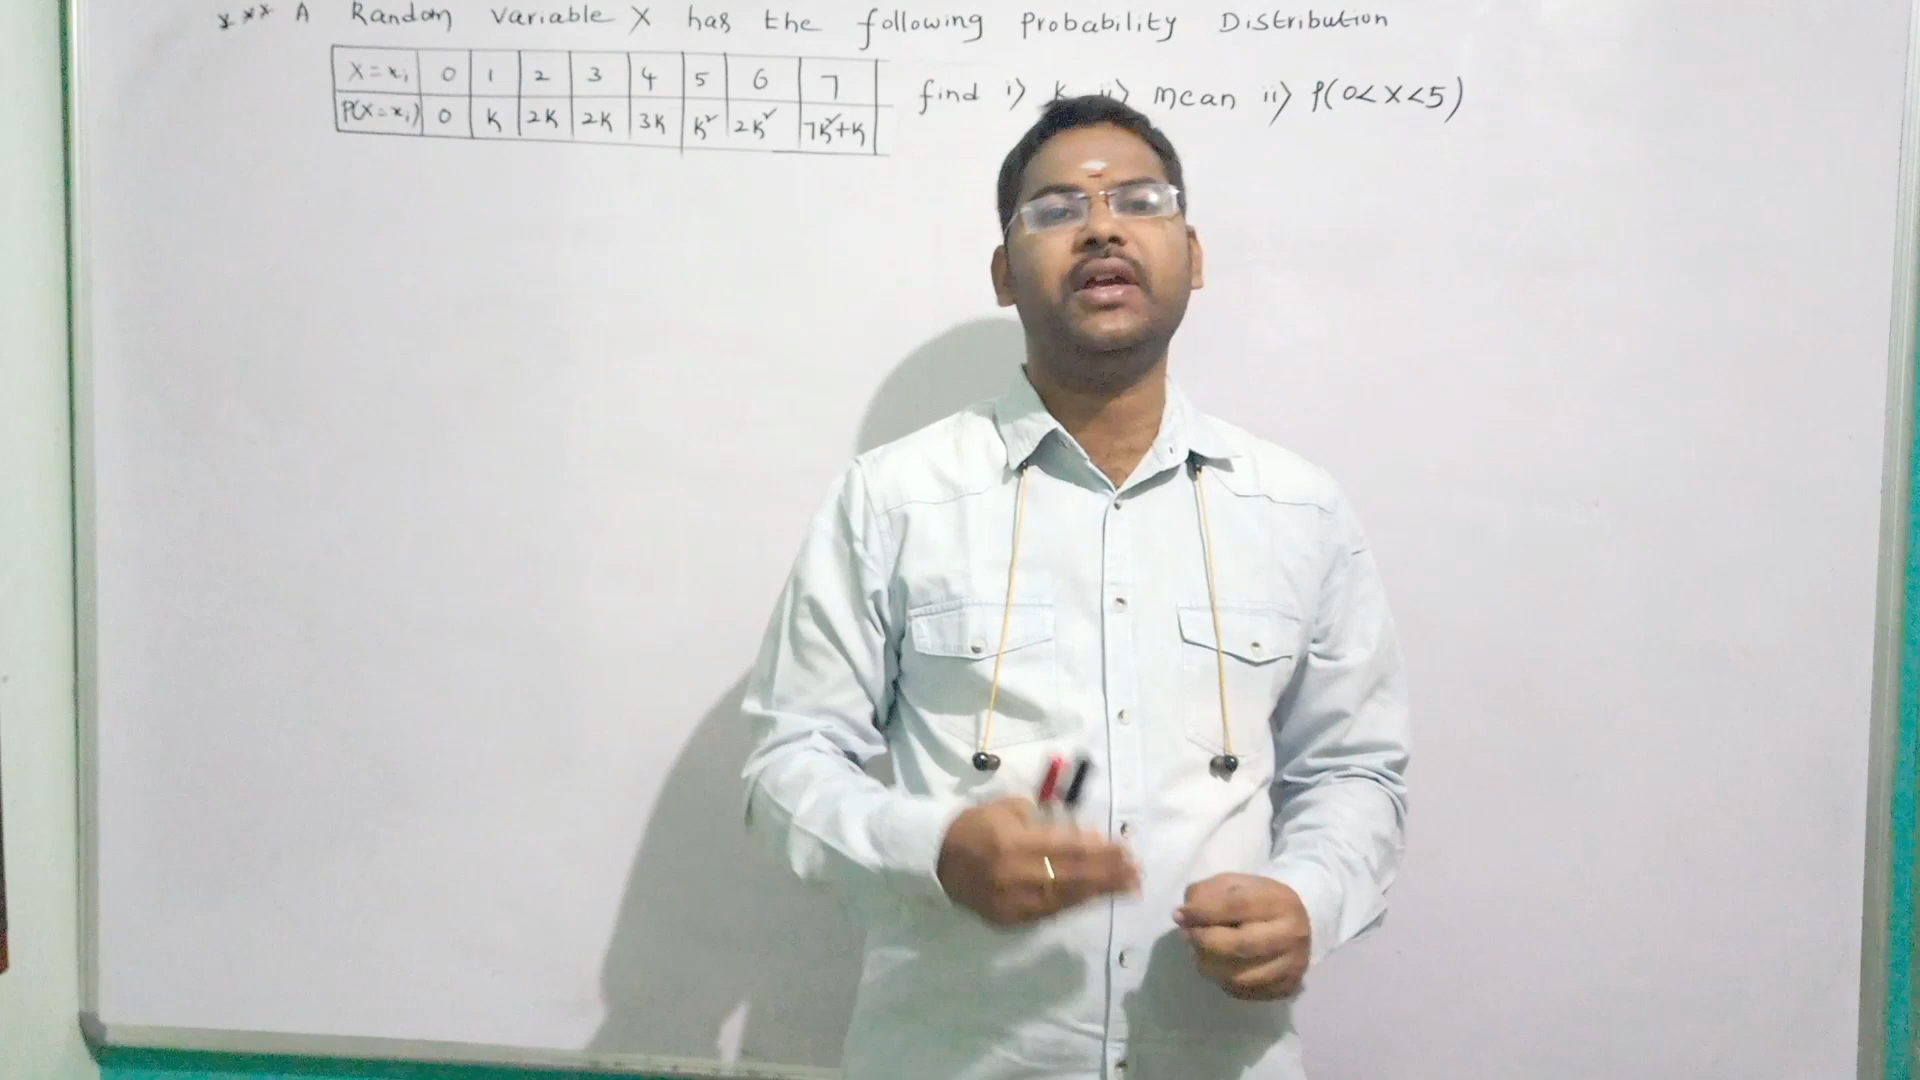 *** A Random Variable X has the following Probability Distribution
X=xᵢ 0 1 2 3 4 5 6 7
P(X=xᵢ) 0 K 2K 2K 3K K² 2K² 7K²+K
find i) K ii) mean iii) P(0<X<5)